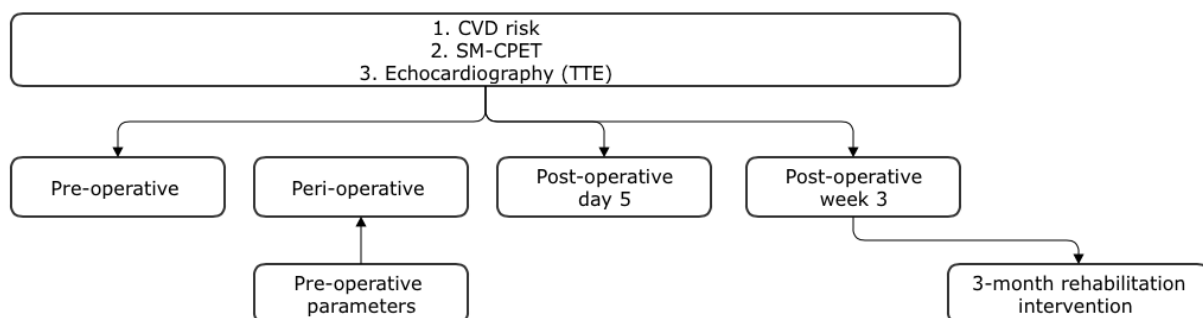 1. CVD risk
2. SM-CPET
3. Echocardiography (TTE)
Pre-operative
Peri-operative
Post-operative
day 5
Post-operative
week 3
Pre-operative
parameters
3-month rehabilitation
intervention